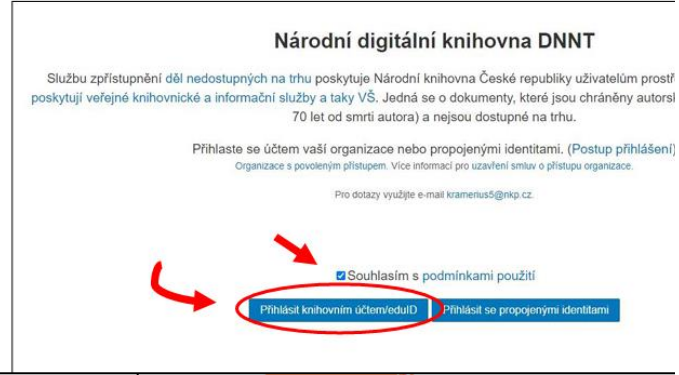 Národní digitální knihovna DNNT
Službu zpřístupnění děl nedostupných na trhu poskytuje Národní knihovna České republiky uživatelům prostř
poskytují veřejné knihovnické a informační služby a taky VŠ. Jedná se o dokumenty, které jsou chráněny autorsk
70 let od smrti autora) a nejsou dostupné na trhu.
Přihlaste se účtem vaší organizace nebo propojenými identitami. (Postup přihlášení)
Organizace s povoleným přístupem. Více informací pro uzavření smluv o přístupu organizace.
Pro dotazy využijte e-mail kramerius5@nkp.cz.
Souhlasím s podmínkami použití
Přihlásit knihovním účtem/eduID Přihlásit se propojenými identitami